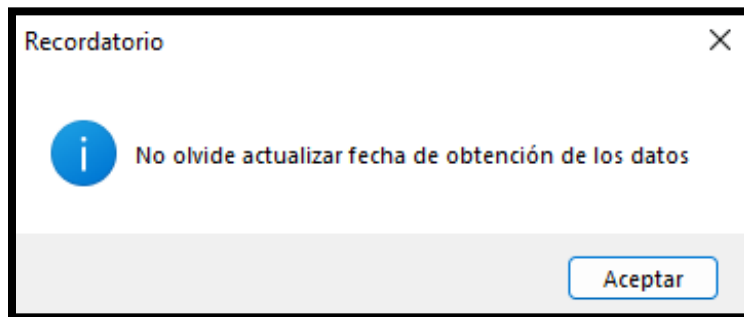 Recordatorio
No olvide actualizar fecha de obtención de los datos
Aceptar